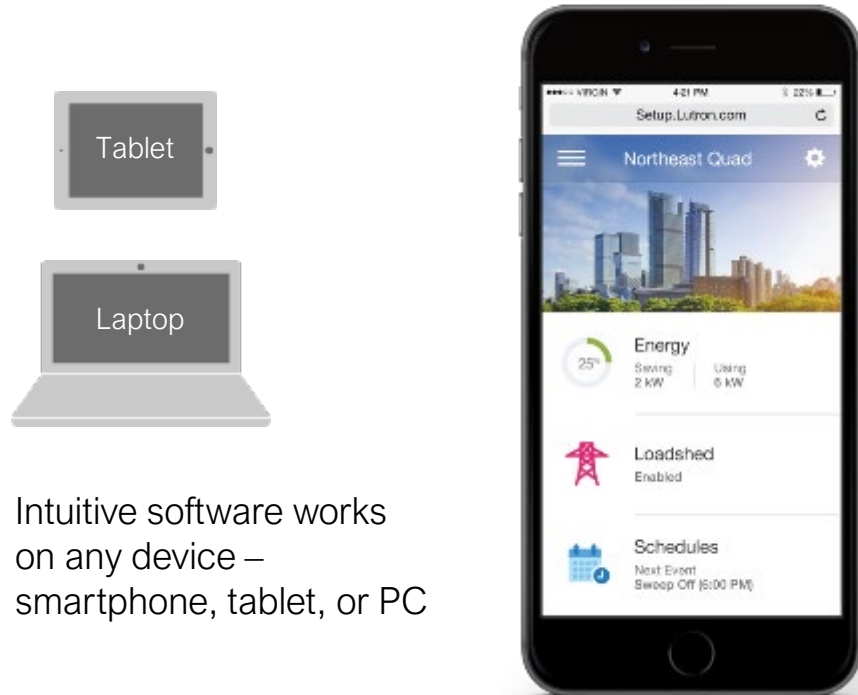 Tablet
Laptop
Intuitive software works
on any device –
smartphone, tablet, or PC
VIRGIN 4:21 PM 22%
Setup.Lutron.com
Northeast Quad
25%
Energy
Saving Using
2 kW 6 kW
Loadshed
Enabled
Schedules
Next Event
Sweep Off (6:00 PM)